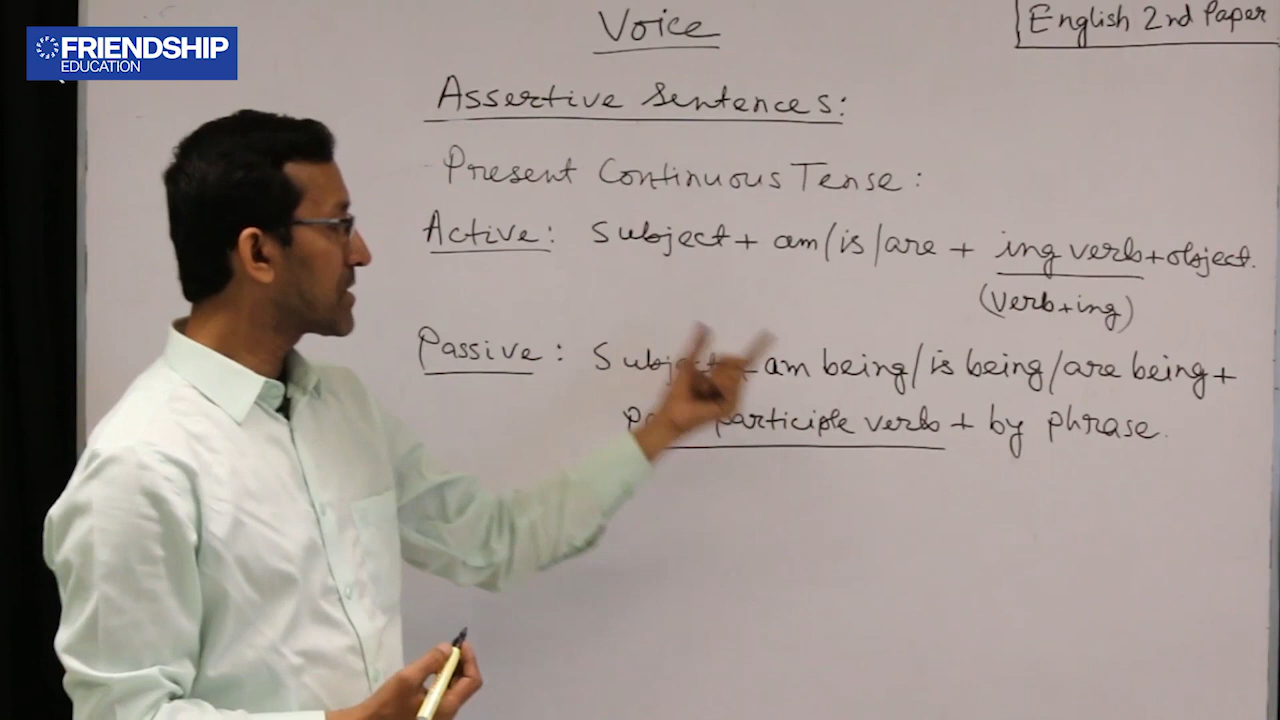 FRIENDSHIP
EDUCATION
Voice
English 2nd Paper
Assertive Sentences:
Present Continuous Tense:
Active: Subject + am/is/are + ing verb + object.
(verb+ing)
Passive: Subject + am being/is being/are being +
participle verb + by phrase.